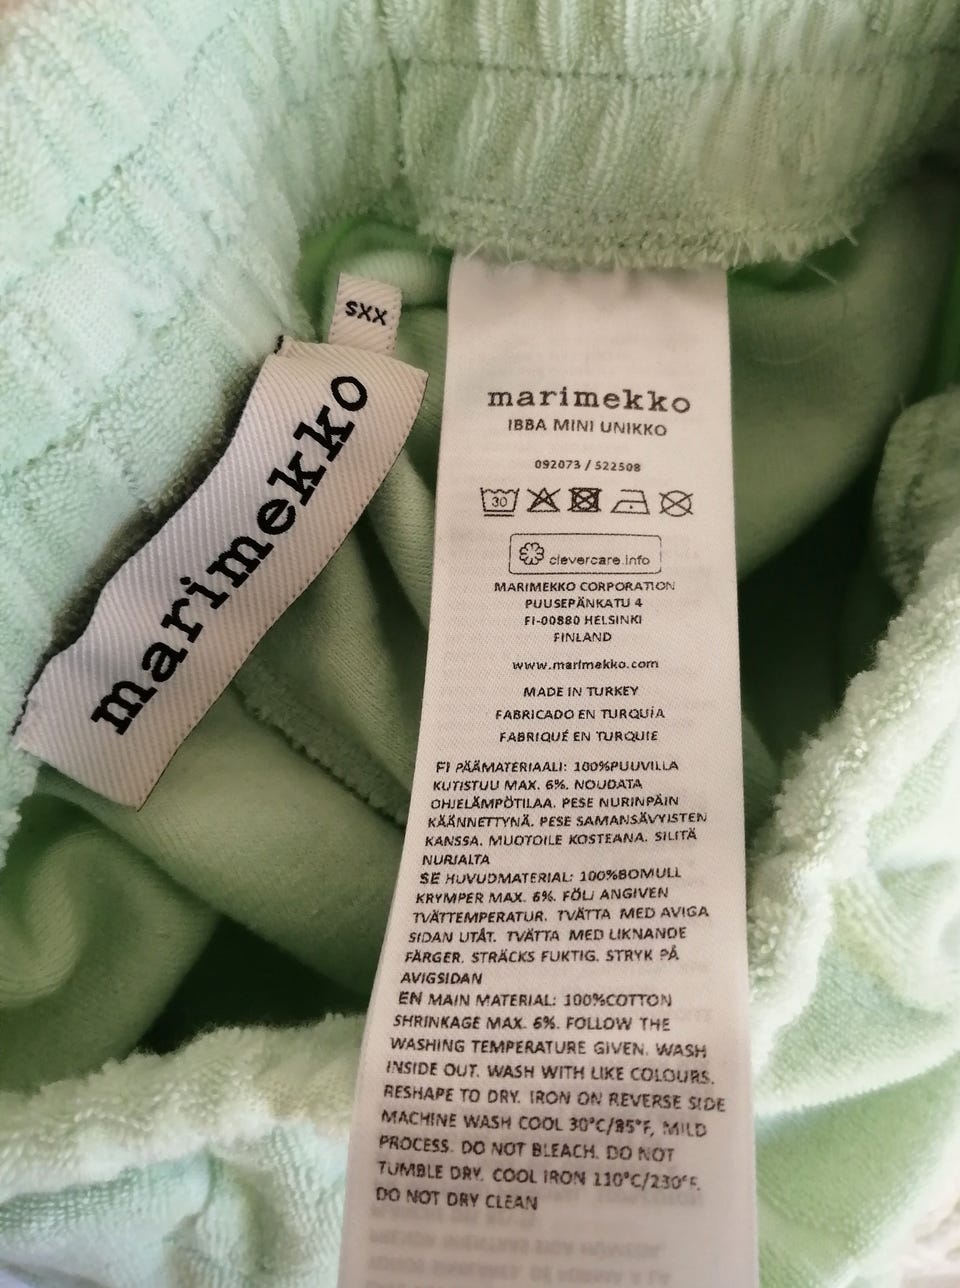 sxx
marimekko
marimekko
IBBA MINI UNIKKO
092073 / 522508
30
clevercare.info
MARIMEKKO CORPORATION
PUUSEPÄNKATU 4
FI-00880 HELSINKI
FINLAND
www.marimekko.com
MADE IN TURKEY
FABRICADO EN TURQUÍA
FABRIQUÉ EN TURQUIE
FI PÄÄMATERIAALI: 100%PUUVILLA
KUTISTUU MAX. 6%. NOUDATA
OHJELÄMPÖTILAA. PESE NURINPÄIN
KÄÄNNETTYNÄ. PESE SAMANSÄVYISTEN
KANSSA. MUOTOILE KOSTEANA. SILITÄ
NURJALTA
SE HUVUDMATERIAL: 100%BOMULL
KRYMPER MAX. 6%. FÖLJ ANGIVEN
TVÄTTEMPERATUR. TVÄTTA MED AVIGA
SIDAN UTÅT. TVÄTTA MED LIKNANDE
FÄRGER. STRÄCKS FUKTIG. STRYK PÅ
AVIGSIDAN
EN MAIN MATERIAL: 100%COTTON
SHRINKAGE MAX. 6%. FOLLOW THE
WASHING TEMPERATURE GIVEN. WASH
INSIDE OUT. WASH WITH LIKE COLOURS.
RESHAPE TO DRY. IRON ON REVERSE SIDE
MACHINE WASH COOL 30°C/85°F, MILD
PROCESS. DO NOT BLEACH. DO NOT
TUMBLE DRY. COOL IRON 110°C/230°F.
DO NOT DRY CLEAN